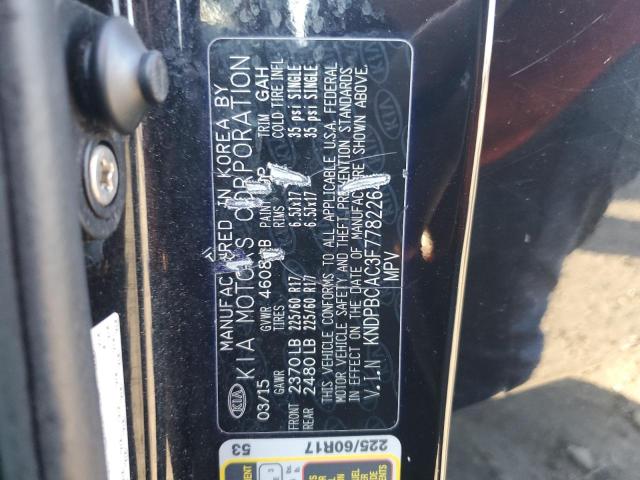 MANUFACTURED IN KOREA BY
KIA KIA MOTORS CORPORATION
03/15 GVWR 4608LB TRIM GAH
GAWR TIRES RIMS COLD TIRE INFL.
FRONT 2370LB 225/60 R17 6.5JX17 35 psi SINGLE
REAR 2480LB 225/60 R17 6.5JX17 35 psi SINGLE
THIS VEHICLE CONFORMS TO ALL APPLICABLE U.S.A. FEDERAL
MOTOR VEHICLE SAFETY AND THEFT PREVENTION STANDARDS
IN EFFECT ON THE DATE OF MANUFACTURE SHOWN ABOVE.
V.I.N KNDPBCAC3F7782264
MPV
53 225/60R17